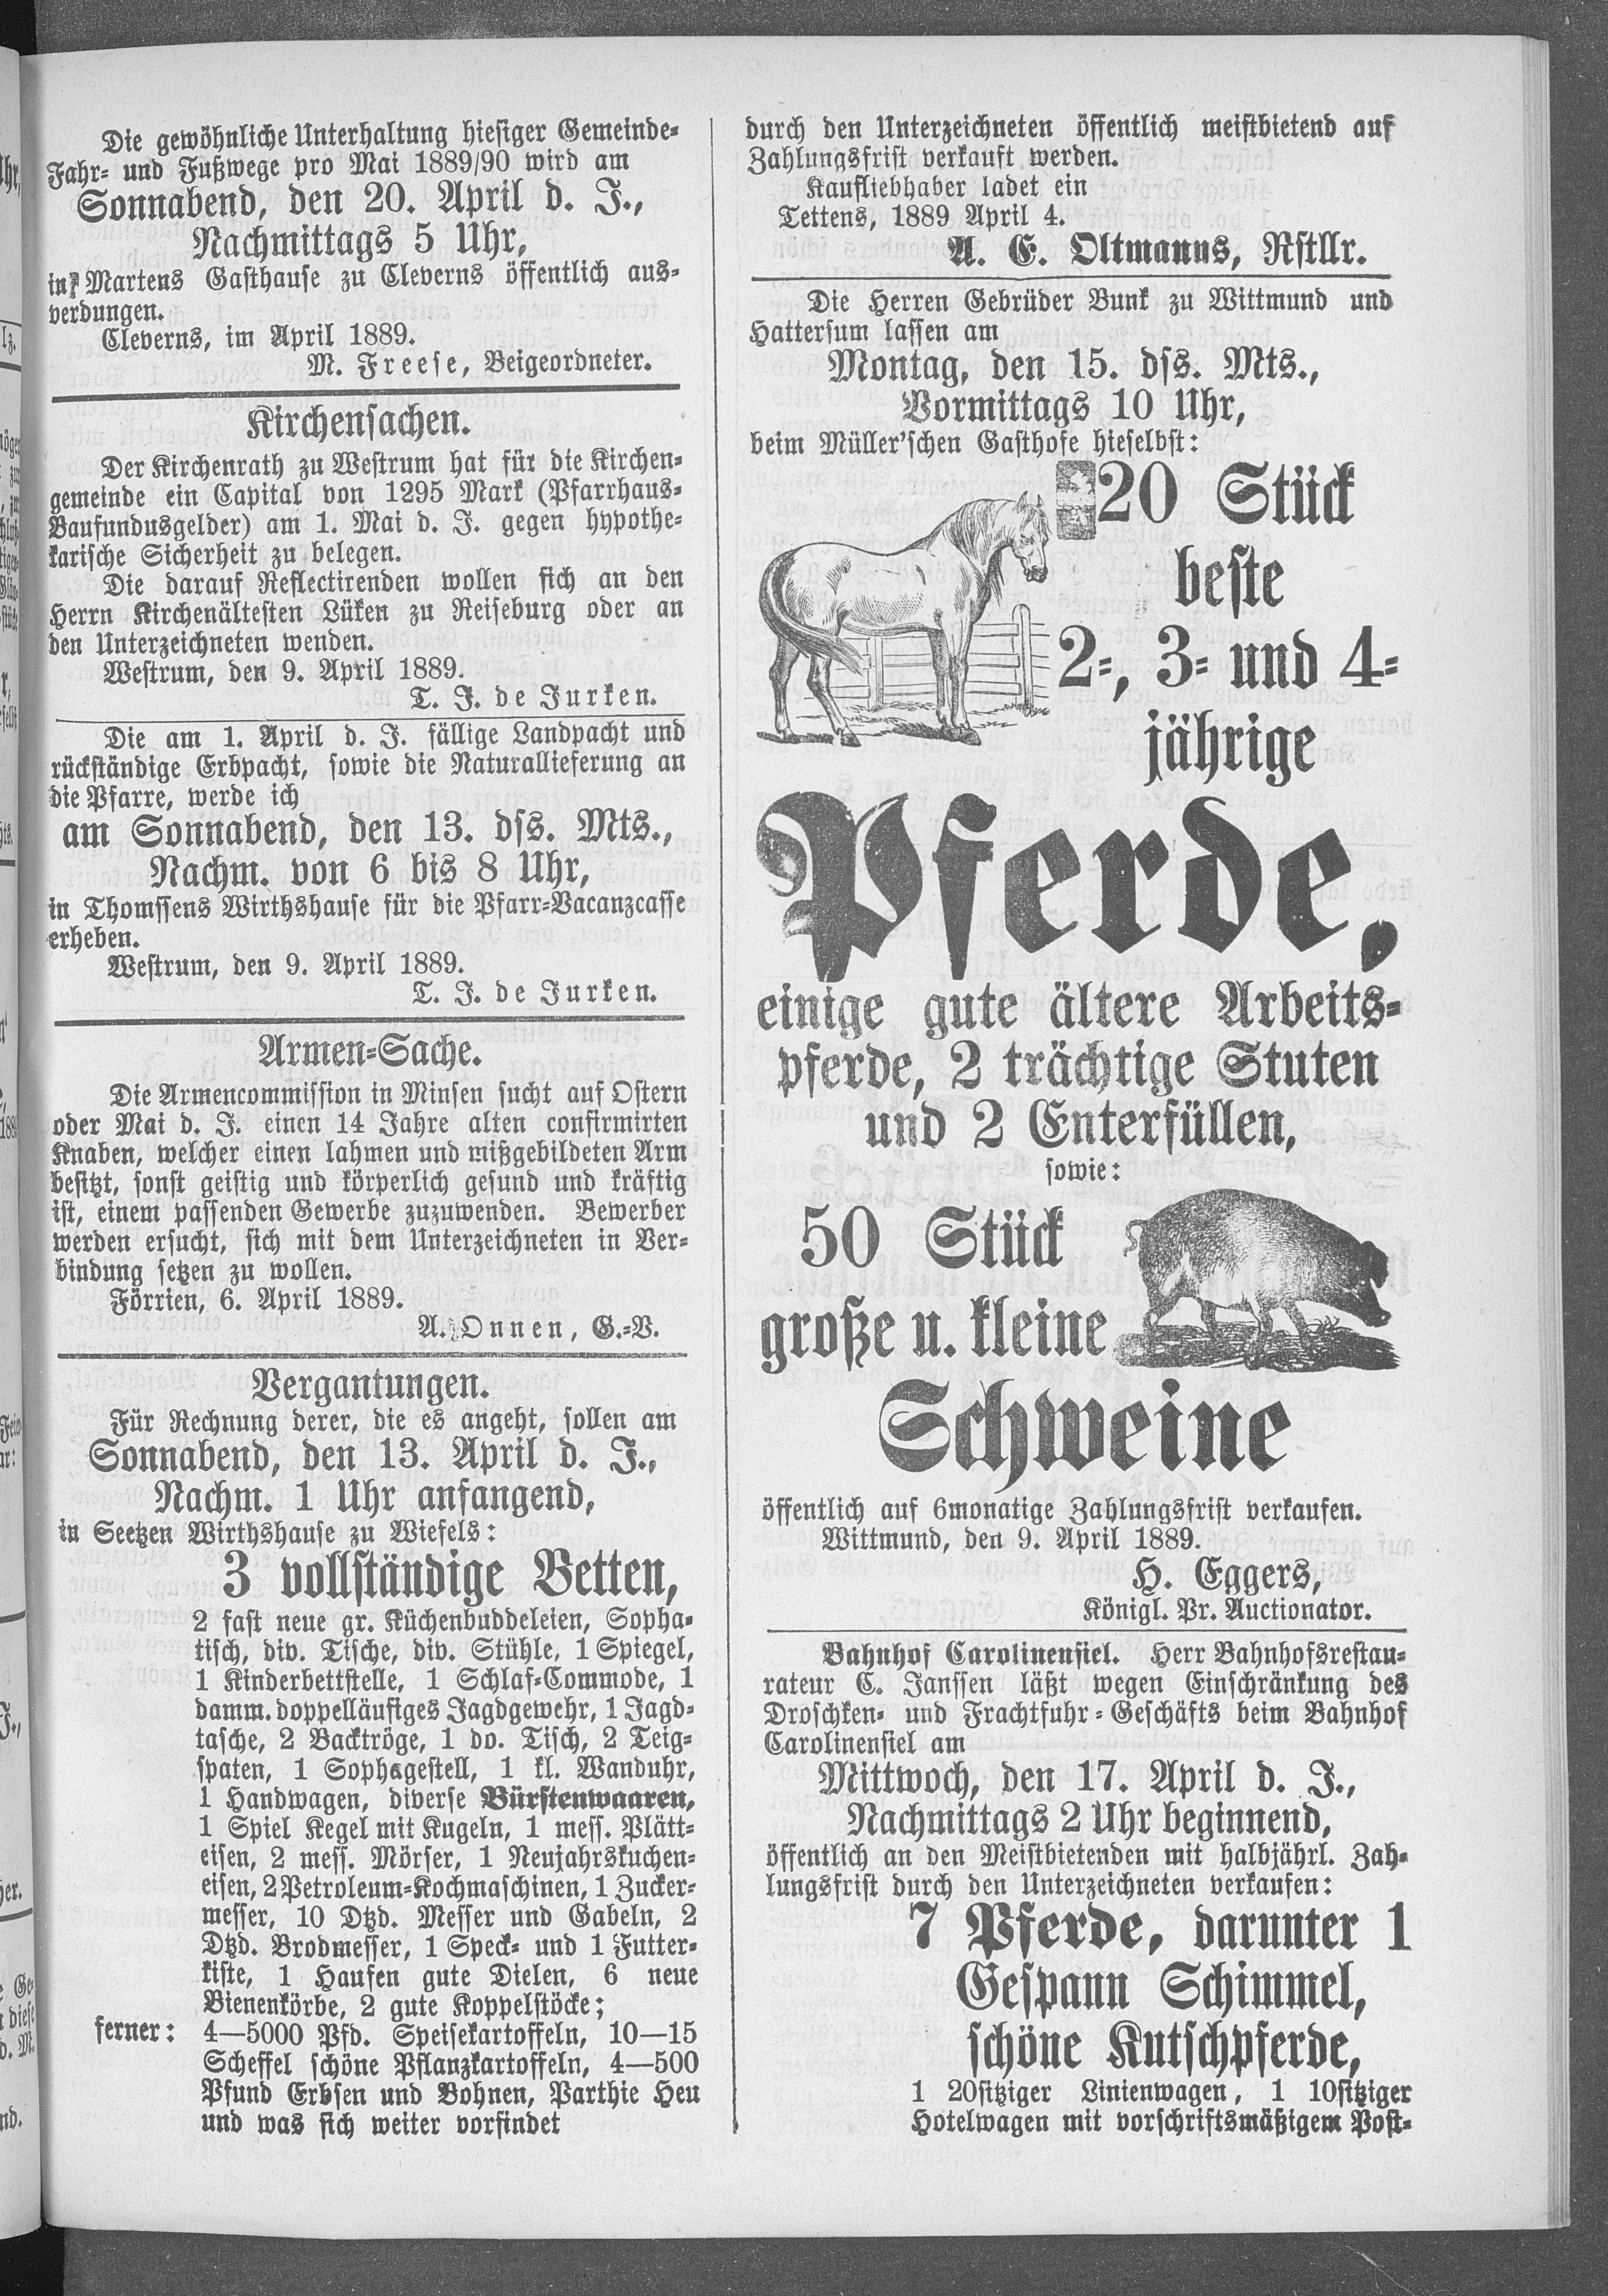 Die gewöhnliche Unterhaltung hiesiger Gemeinde-
Fahr- und Fußwege pro Mai 1889/90 wird am
Sonnabend, den 20. April d. J.,
Nachmittags 5 Uhr,
in Martens Gasthause zu Cleverns öffentlich aus-
verdungen.
Cleverns, im April 1889.
M. Freese, Beigeordneter.
Kirchensachen.
Der Kirchenrath zu Westrum hat für die Kirchen-
gemeinde ein Capital von 1295 Mark (Pfarrhaus-
Baufundusgelder) am 1. Mai d. J. gegen hypothe-
karische Sicherheit zu belegen.
Die darauf Reflectirenden wollen sich an den
Herrn Kirchenältesten Lüken zu Reiseburg oder an
den Unterzeichneten wenden.
Westrum, den 9. April 1889.
T. J. de Jurken.
Die am 1. April d. J. fällige Landpacht und
rückständige Erbpacht, sowie die Naturallieferung an
die Pfarre, werde ich
am Sonnabend, den 13. dss. Mts.,
Nachm. von 6 bis 8 Uhr,
in Thomssens Wirthshause für die Pfarr-Vacanzcasse
erheben.
Westrum, den 9. April 1889.
T. J. de Jurken.
Armen-Sache.
Die Armencommission in Minsen sucht auf Ostern
oder Mai d. J. einen 14 Jahre alten confirmirten
Knaben, welcher einen lahmen und mißgebildeten Arm
besitzt, sonst geistig und körperlich gesund und kräftig
ist, einem passenden Gewerbe zuzuwenden. Bewerber
werden ersucht, sich mit dem Unterzeichneten in Ver-
bindung setzen zu wollen.
Förrien, 6. April 1889.
A. Onnen, G.-V.
Vergantungen.
Für Rechnung derer, die es angeht, sollen am
Sonnabend, den 13. April d. J.,
Nachm. 1 Uhr anfangend,
in Seetzen Wirthshause zu Wiefels:
3 vollständige Betten,
2 fast neue gr. Küchenbuddeleien, Sopha-
tisch, div. Tische, div. Stühle, 1 Spiegel,
1 Kinderbettstelle, 1 Schlaf-Commode, 1
damm. doppelläufiges Jagdgewehr, 1 Jagd-
tasche, 2 Backtröge, 1 do. Tisch, 2 Teig-
spaten, 1 Sophagestell, 1 kl. Wanduhr,
1 Handwagen, diverse Bürstenwaaren,
1 Spiel Kegel mit Kugeln, 1 mess. Plätt-
eisen, 2 mess. Mörser, 1 Neujahrskuchen-
eisen, 2 Petroleum-Kochmaschinen, 1 Zucker-
messer, 10 Dtzd. Messer und Gabeln, 2
Dtzd. Brodmesser, 1 Speck- und 1 Futter-
kiste, 1 Haufen gute Dielen, 6 neue
Bienenkörbe, 2 gute Koppelstöcke;
ferner: 4—5000 Pfd. Speisekartoffeln, 10—15
Scheffel schöne Pflanzkartoffeln, 4—500
Pfund Erbsen und Bohnen, Parthie Heu
und was sich weiter vorfindet
durch den Unterzeichneten öffentlich meistbietend auf
Zahlungsfrist verkauft werden.
Kaufliebhaber ladet ein
Tettens, 1889 April 4.
A. E. Oltmanns, Rstllr.
Die Herren Gebrüder Bunk zu Wittmund und
Hattersum lassen am
Montag, den 15. dss. Mts.,
Vormittags 10 Uhr,
beim Müller'schen Gasthofe hieselbst:
20 Stück
beste
2-, 3- und 4-
jährige
Pferde,
einige gute ältere Arbeits-
pferde, 2 trächtige Stuten
und 2 Enterfüllen,
sowie:
50 Stück
große u. kleine
Schweine
öffentlich auf 6monatige Zahlungsfrist verkaufen.
Wittmund, den 9. April 1889.
H. Eggers,
Königl. Pr. Auctionator.
Bahnhof Carolinensiel. Herr Bahnhofsrestau-
rateur C. Janssen läßt wegen Einschränkung des
Droschken- und Frachtfuhr-Geschäfts beim Bahnhof
Carolinensiel am
Mittwoch, den 17. April d. J.,
Nachmittags 2 Uhr beginnend,
öffentlich an den Meistbietenden mit halbjährl. Zah-
lungsfrist durch den Unterzeichneten verkaufen:
7 Pferde, darunter 1
Gespann Schimmel,
schöne Kutschpferde,
1 20sitziger Linienwagen, 1 10sitziger
Hotelwagen mit vorschriftsmäßigem Post-